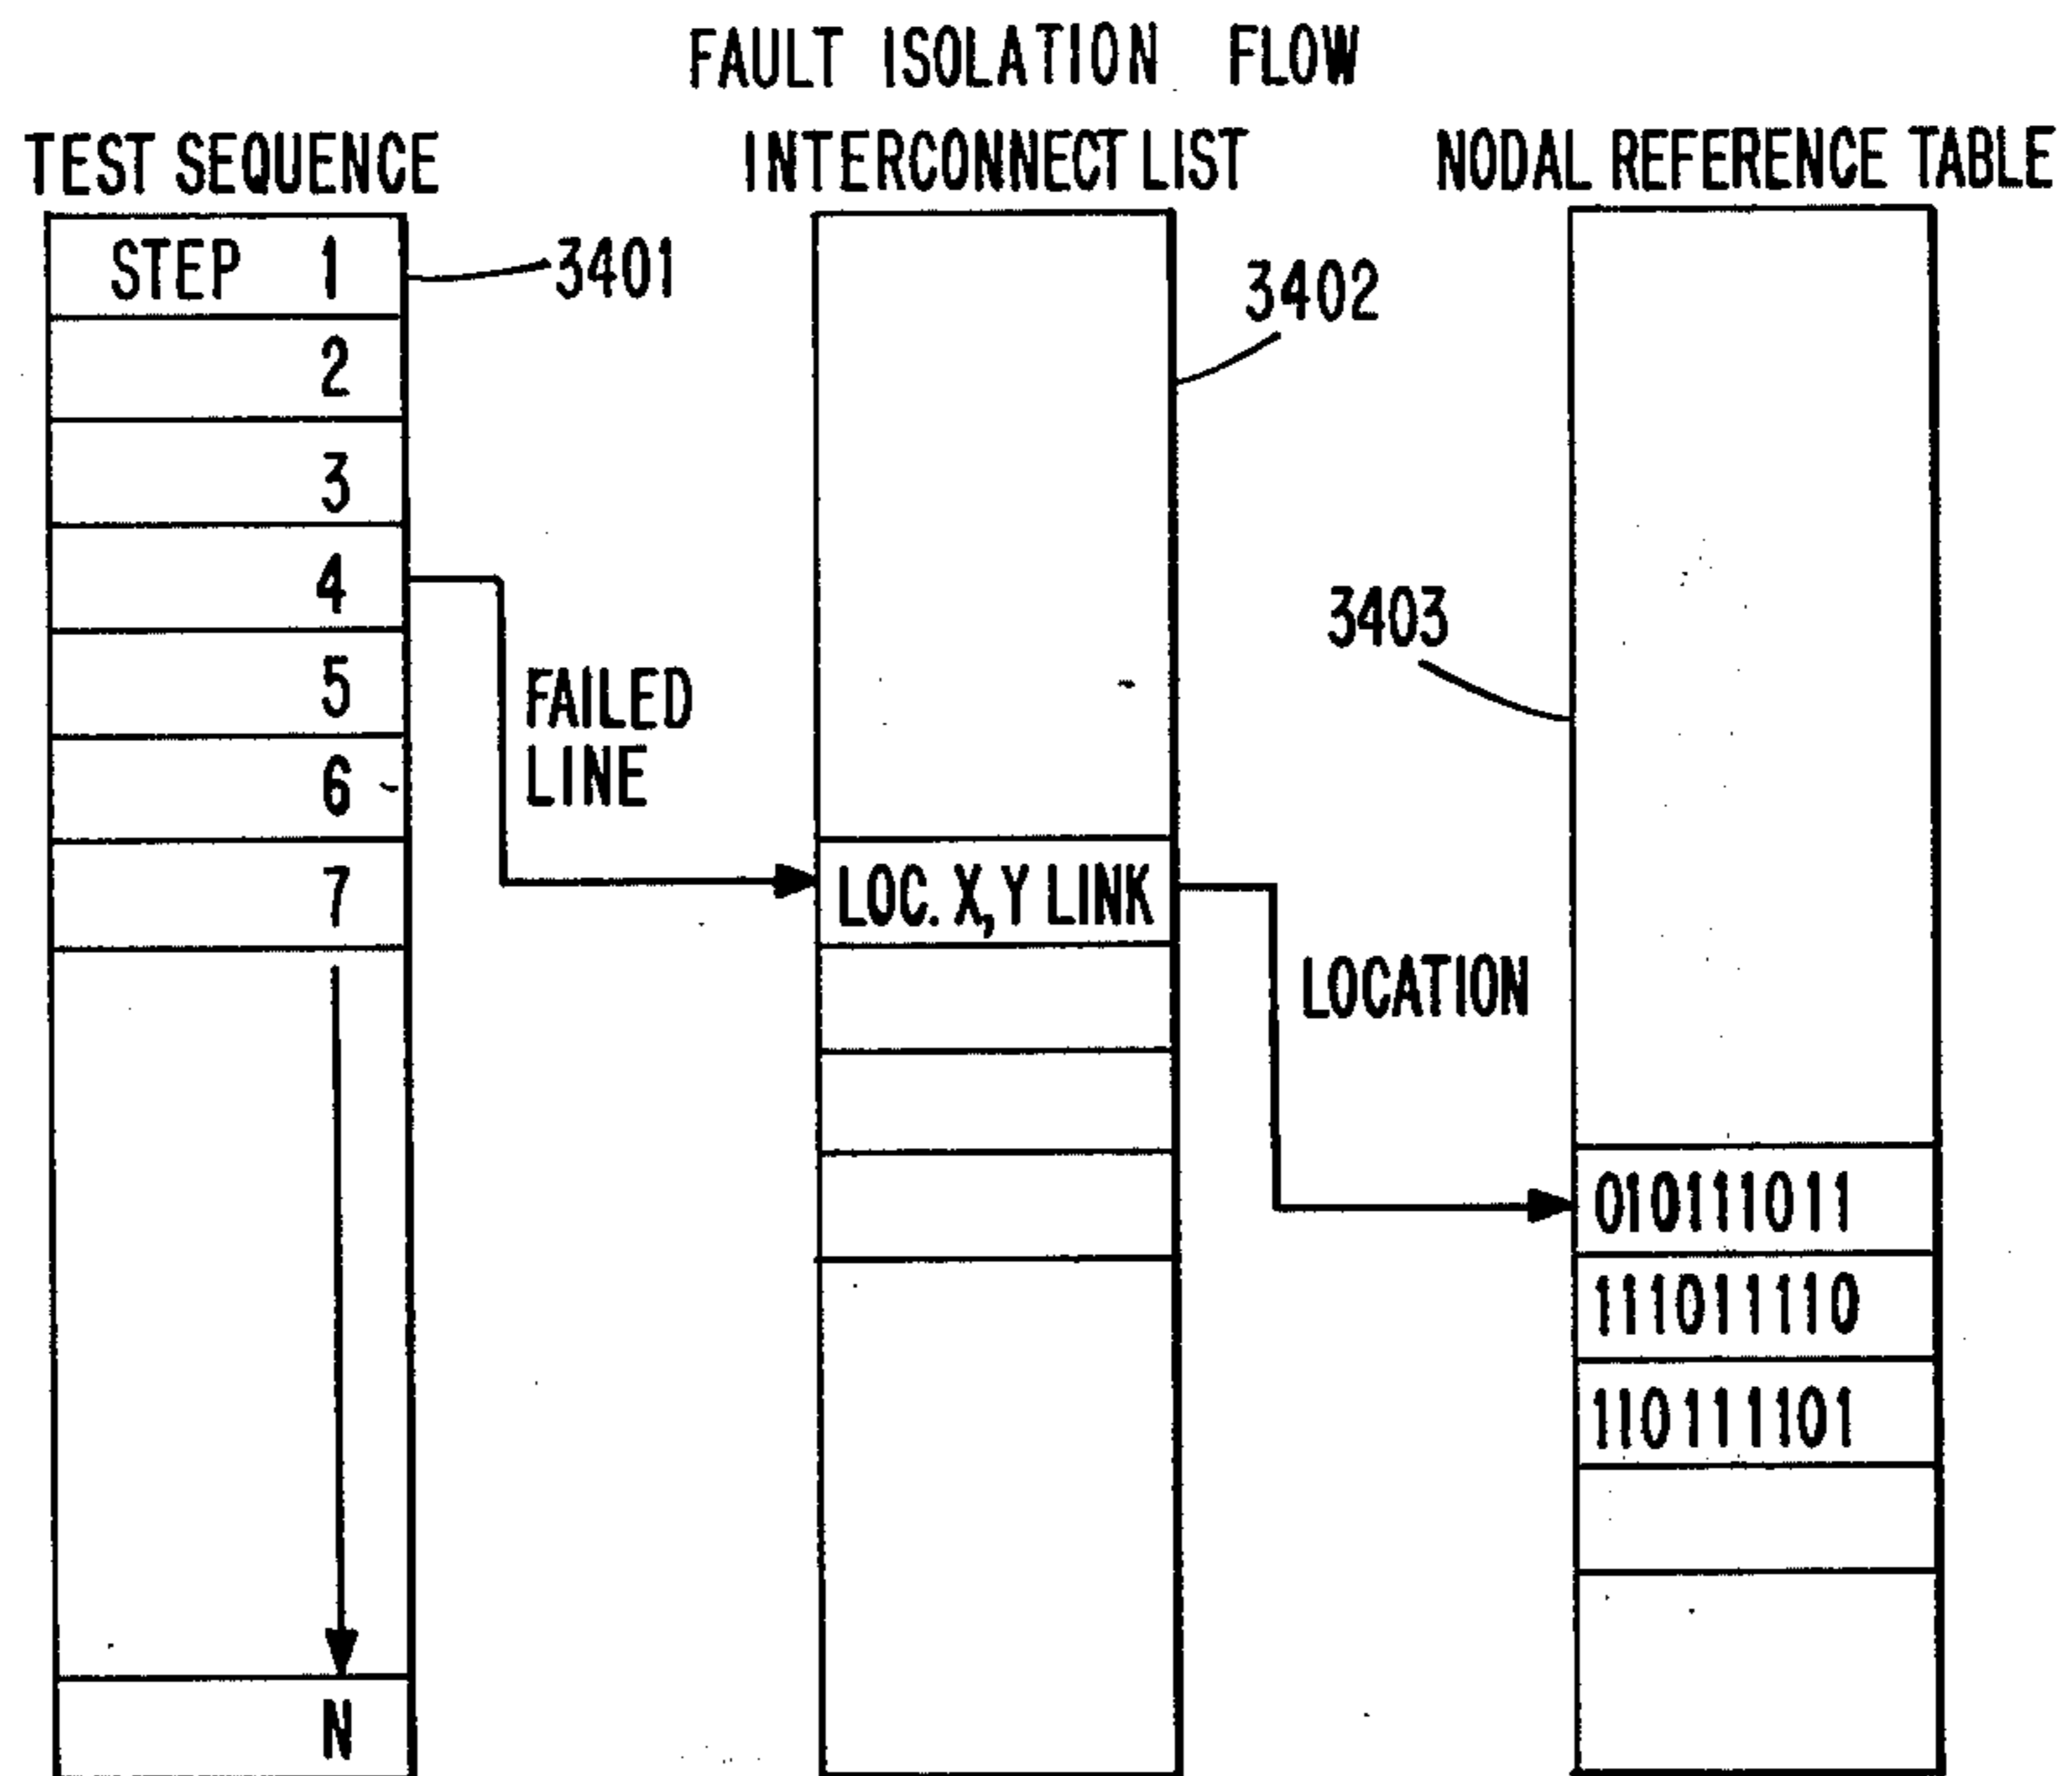 FAULT ISOLATION FLOW
TEST SEQUENCE
INTERCONNECT LIST
NODAL REFERENCE TABLE
STEP 1
3401
2
3
4
5
6
7
N
FAILED
LINE
3402
LOC. X, Y LINK
LOCATION
3403
010111011
111011110
110111101